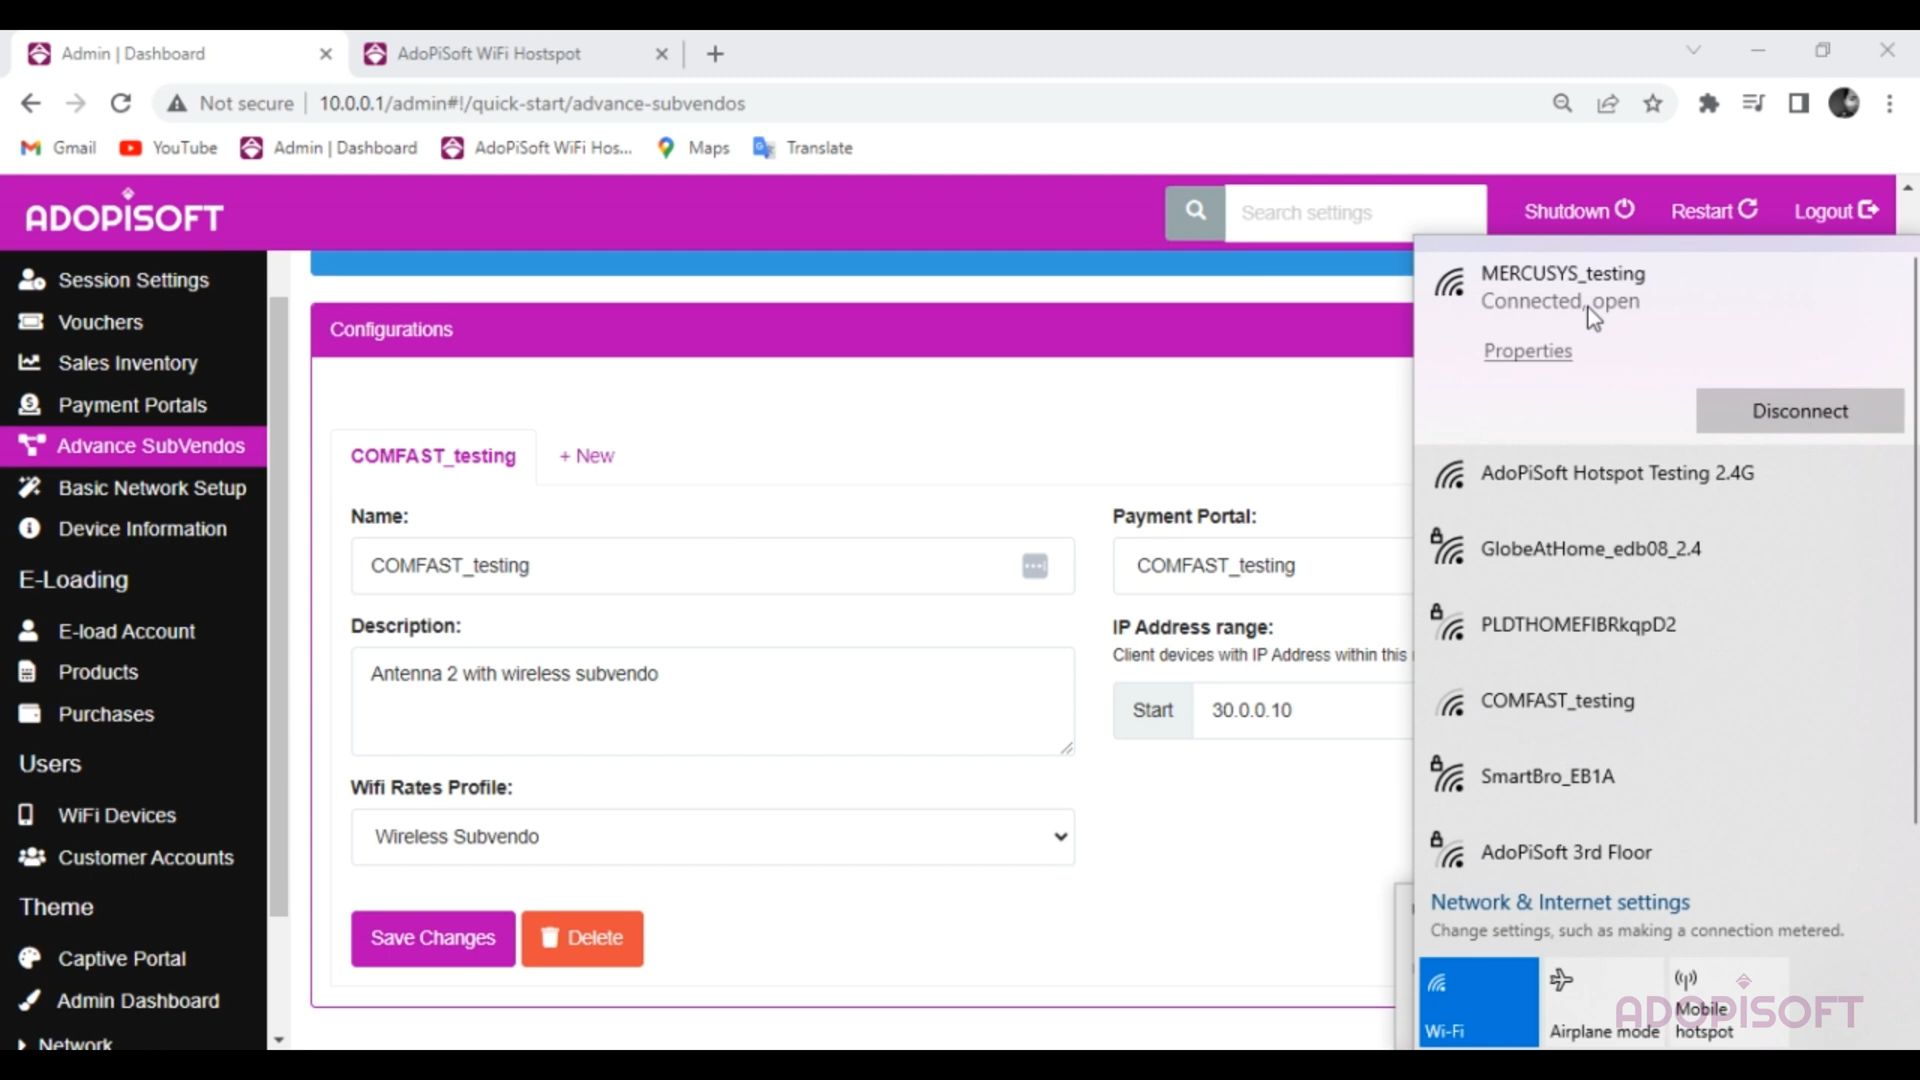 Admin | Dashboard
AdoPiSoft WiFi Hostspot
Not secure
10.0.0.1/admin#!/quick-start/advance-subvendos
Gmail
YouTube
Admin | Dashboard
AdoPiSoft WiFi Hos...
Maps
Translate
ADOPISOFT
Search settings
Shutdown
Restart
Logout
Session Settings
Vouchers
Sales Inventory
Payment Portals
Advance SubVendos
Basic Network Setup
Device Information
E-Loading
E-load Account
Products
Purchases
Users
WiFi Devices
Customer Accounts
Theme
Captive Portal
Admin Dashboard
Network
Configurations
COMFAST_testing
+ New
Name:
COMFAST_testing
Description:
Antenna 2 with wireless subvendo
Wifi Rates Profile:
Wireless Subvendo
Save Changes
Delete
Payment Portal:
COMFAST_testing
IP Address range:
Client devices with IP Address within this
Start
30.0.0.10
MERCUSYS_testing
Connected, open
Properties
Disconnect
AdoPiSoft Hotspot Testing 2.4G
GlobeAtHome_edb08_2.4
PLDTHOMEFIBRkqpD2
COMFAST_testing
SmartBro_EB1A
AdoPiSoft 3rd Floor
Network & Internet settings
Change settings, such as making a connection metered.
Wi-Fi
Airplane mode
Mobile
hotspot
ADOPISOFT